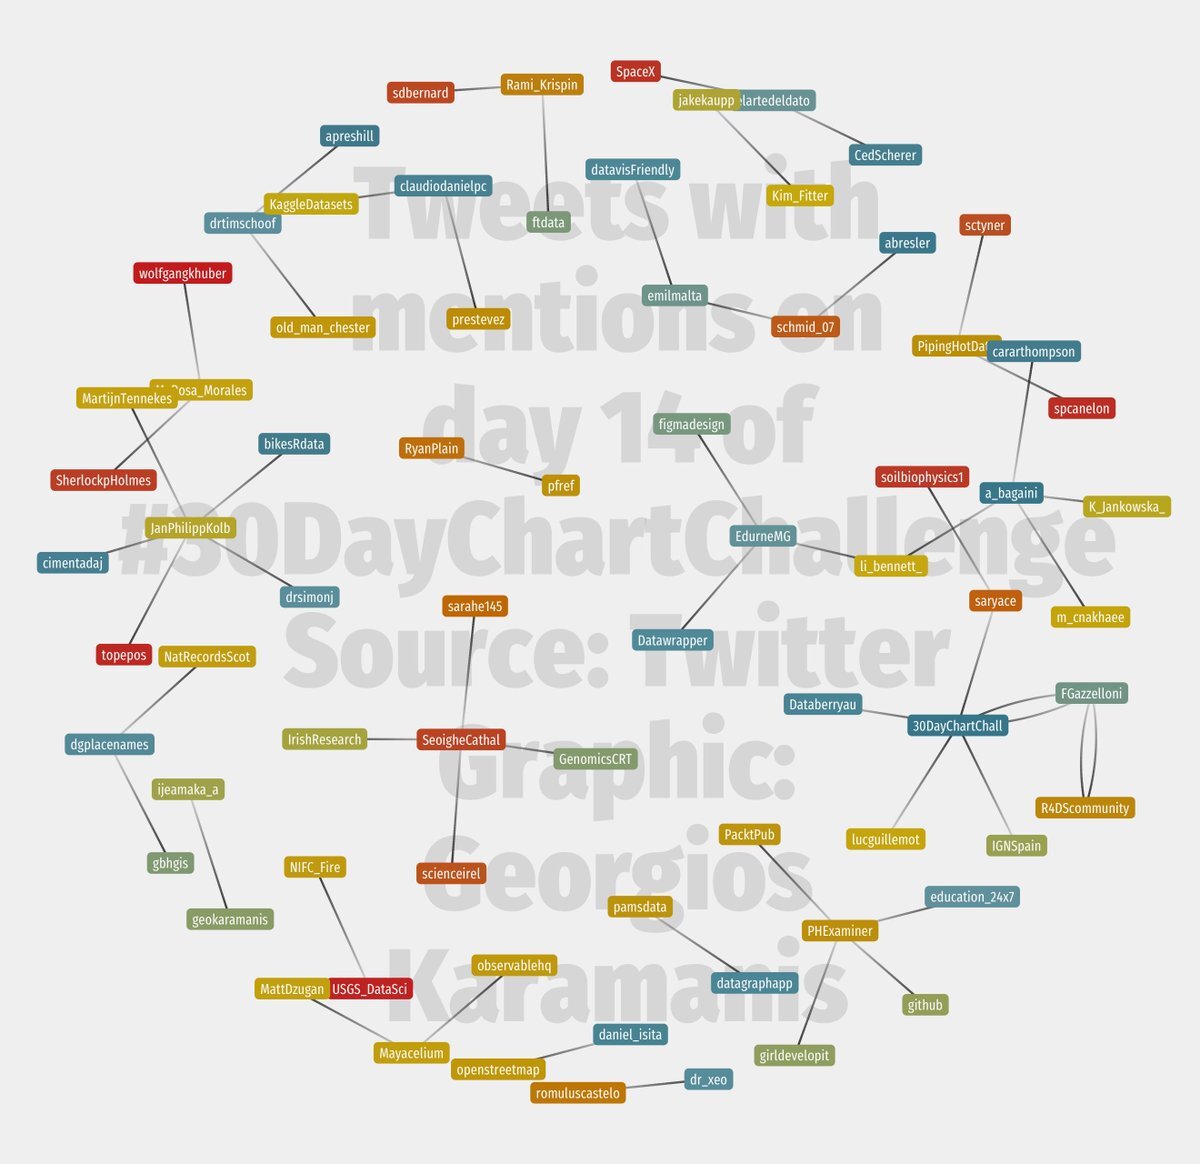 Tweets with
mentions on
day 14 of
#30DayChartChallenge
Source: Twitter
Graphic:
Georgios
Karamanis
SpaceX
sdbernard
Rami_Krispin
jakekaupp
elartedeldato
apreshill
CedScherer
datavisFriendly
claudiodanielpc
Kim_Fitter
KaggleDatasets
drtimschoof
ftdata
sctyner
abresler
wolfgangkhuber
emilmalta
prestevez
old_man_chester
schmid_07
cararthompson
MartijnTennekes
spcanelon
figmadesign
bikesRdata
RyanPlain
SherlockpHolmes
soilbiophysics1
pfref
a_bagaini
K_Jankowska_
JanPhilippKolb
EdurneMG
cimentadaj
li_bennett_
drsimonj
saryace
sarahe145
m_cnakhaee
Datawrapper
topepos
NatRecordsScot
FGazzelloni
Databerryau
30DayChartChall
IrishResearch
SeoigheCathal
dgplacenames
GenomicsCRT
ijeamaka_a
R4DScommunity
PacktPub
lucguillemot
IGNSpain
gbhgis
NIFC_Fire
scienceirel
education_24x7
pamsdata
geokaramanis
PHExaminer
observablehq
datagraphapp
MattDzugan
USGS_DataSci
github
daniel_isita
Mayacelium
girldevelopit
openstreetmap
dr_xeo
romuluscastelo